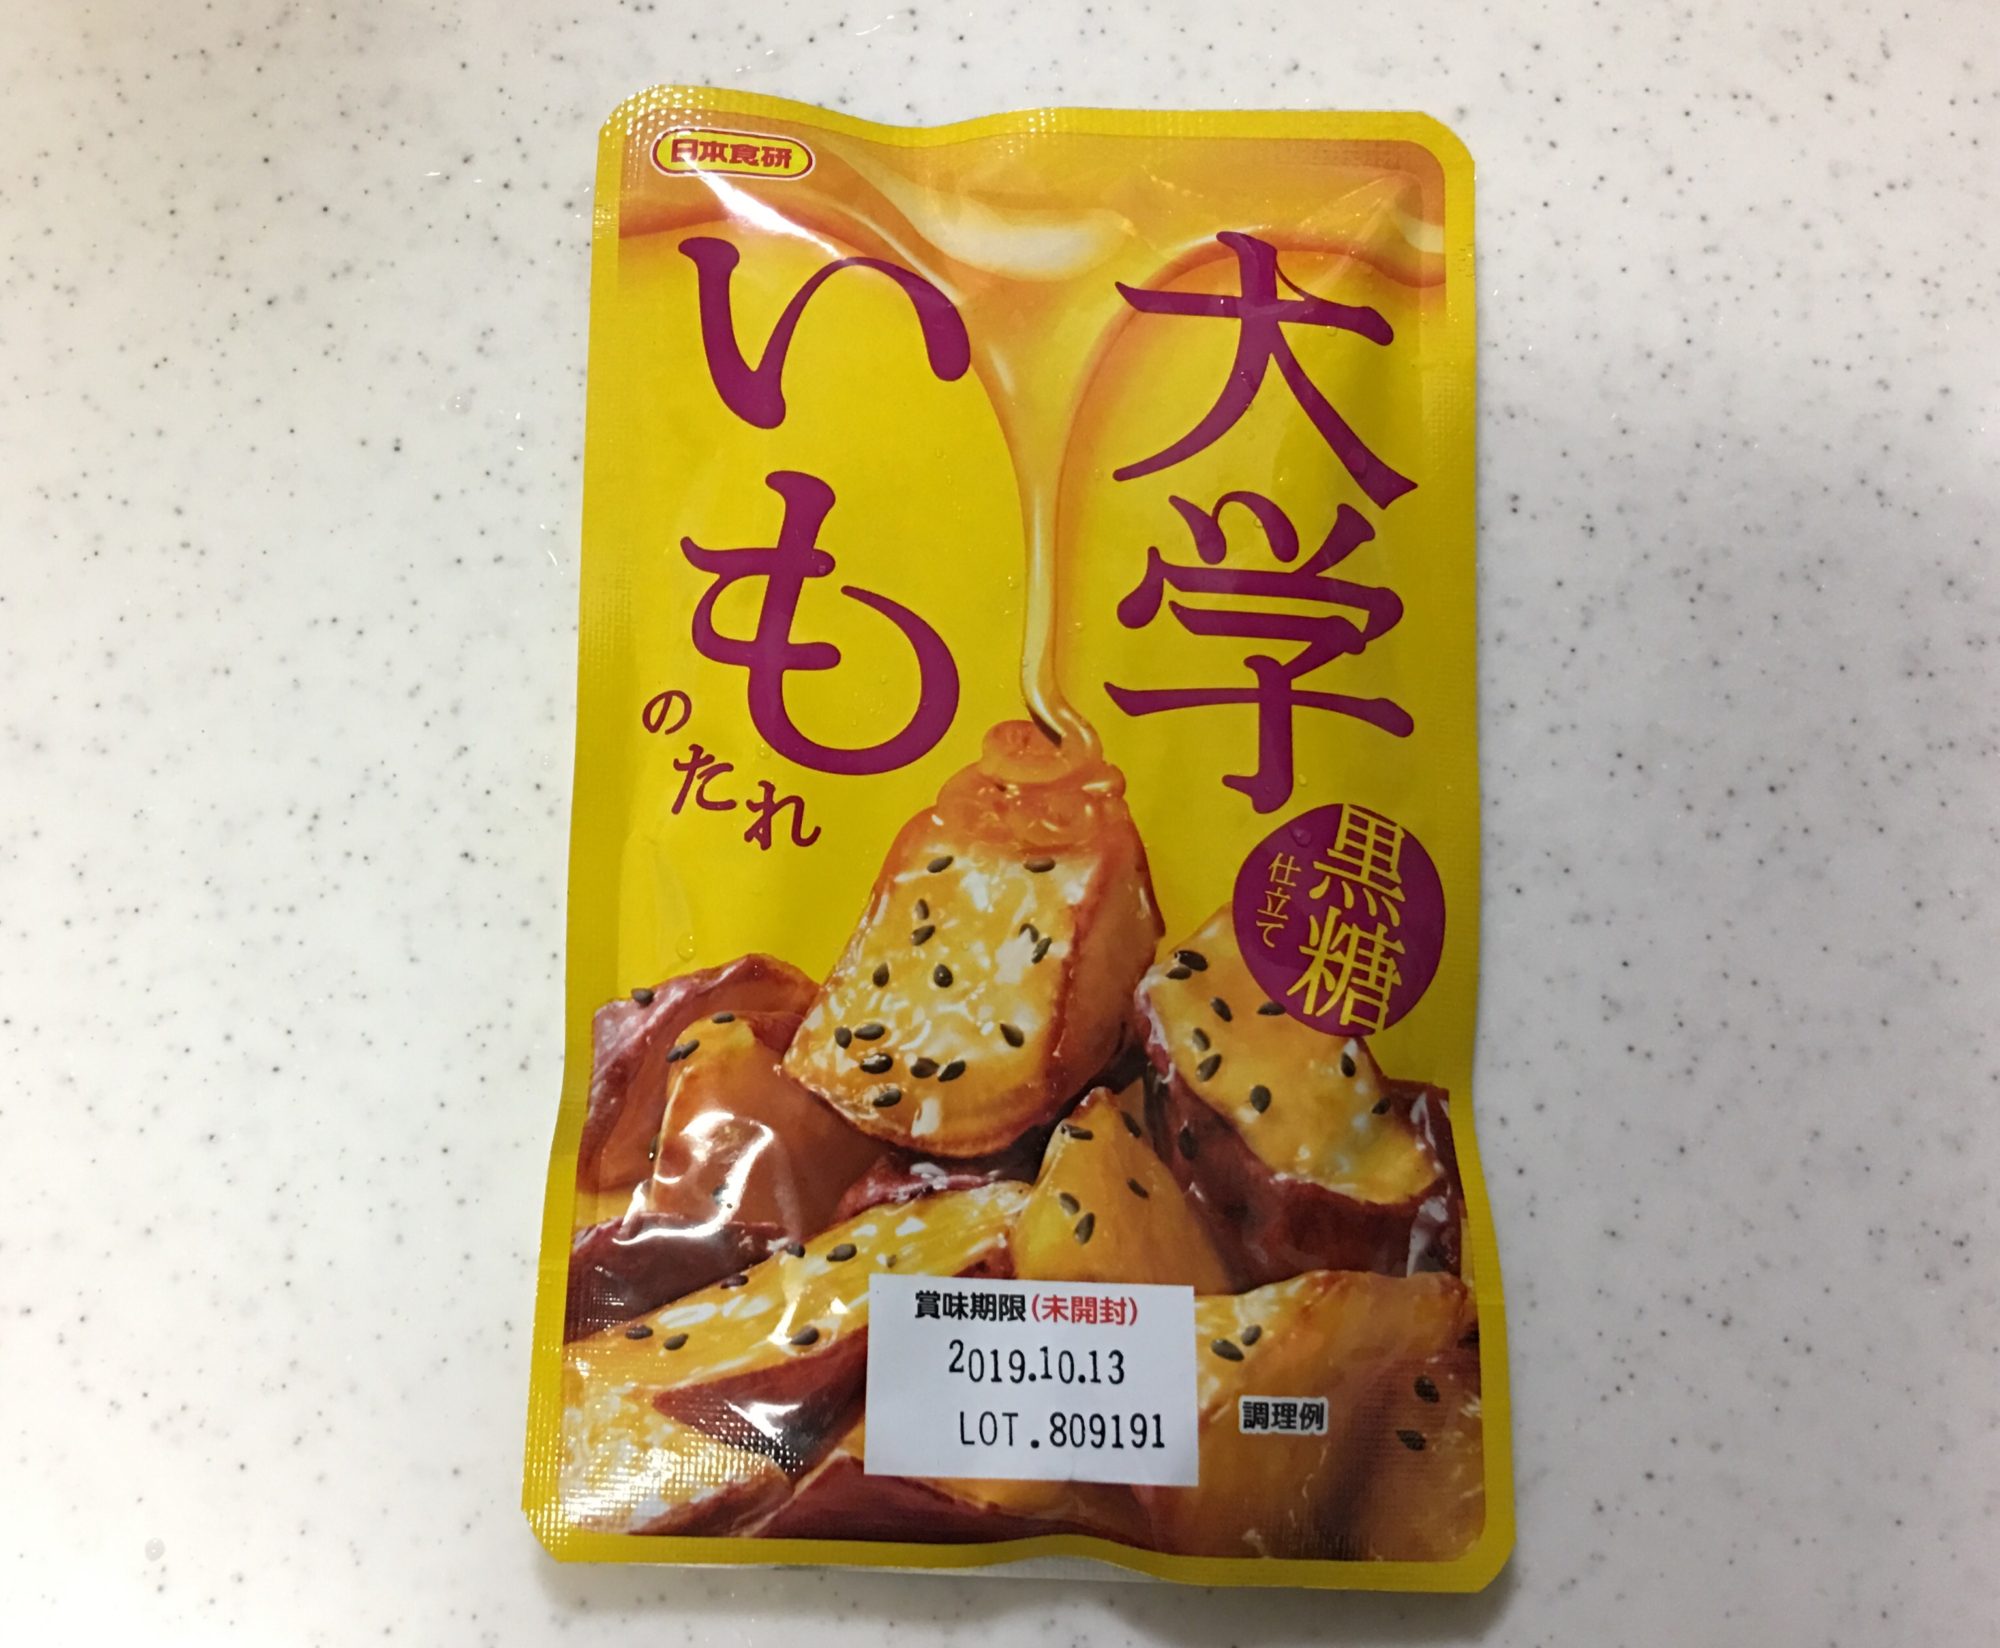 日本食研
大学
いも
のたれ
黒糖
仕立て
賞味期限(未開封)
2019.10.13
LOT.809191
調理例